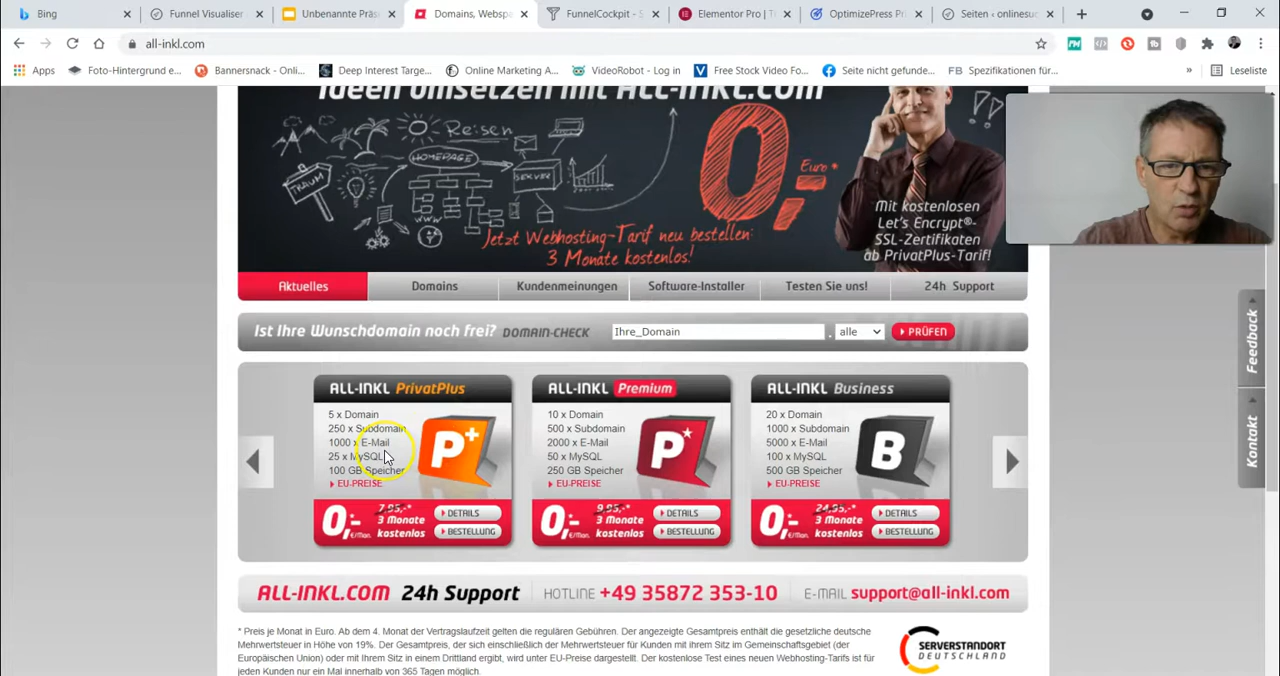 Bing
Funnel Visualiser
Unbenannte Präs
Domains, Webspa
FunnelCockpit - S
Elementor Pro | T
OptimizePress Pri
Seiten ‹ onlinesuc
all-inkl.com
Apps
Foto-Hintergrund e...
Bannersnack - Onli...
Deep Interest Targe...
Online Marketing A...
VideoRobot - Log in
Free Stock Video Fo...
Seite nicht gefunde...
Spezifikationen für...
»
Leseliste
Ideen umsetzen mit ALL-INKL.COM
Reisen
HOMEPAGE
TRAUM
SERVER
WWW
0,- Euro *
Jetzt Webhosting-Tarif neu bestellen:
3 Monate kostenlos!
Mit kostenlosen
Let's Encrypt®-
SSL-Zertifikaten
ab PrivatPlus-Tarif!
Aktuelles
Domains
Kundenmeinungen
Software-Installer
Testen Sie uns!
24h Support
Ist Ihre Wunschdomain noch frei? DOMAIN-CHECK
Ihre_Domain
. alle
PRÜFEN
ALL-INKL PrivatPlus
5 x Domain
250 x Subdomain
1000 x E-Mail
25 x MySQL
100 GB Speicher
EU-PREISE
P+
0,- €/Mon.
7,95,-*
3 Monate
kostenlos
DETAILS
BESTELLUNG
ALL-INKL Premium
10 x Domain
500 x Subdomain
2000 x E-Mail
50 x MySQL
250 GB Speicher
EU-PREISE
P*
0,- €/Mon.
9,95,-*
3 Monate
kostenlos
DETAILS
BESTELLUNG
ALL-INKL Business
20 x Domain
1000 x Subdomain
5000 x E-Mail
100 x MySQL
500 GB Speicher
EU-PREISE
B
0,- €/Mon.
24,95,-*
3 Monate
kostenlos
DETAILS
BESTELLUNG
Feedback
Kontakt
ALL-INKL.COM 24h Support
HOTLINE +49 35872 353-10
E-MAIL support@all-inkl.com
* Preis je Monat in Euro. Ab dem 4. Monat der Vertragslaufzeit gelten die regulären Gebühren. Der angezeigte Gesamtpreis enthält die gesetzliche deutsche
Mehrwertsteuer in Höhe von 19%. Der Gesamtpreis, der sich einschließlich der Mehrwertsteuer für Kunden mit ihrem Sitz im Gemeinschaftsgebiet (der
Europäischen Union) oder mit Ihrem Sitz in einem Drittland ergibt, wird unter EU-Preise dargestellt. Der kostenlose Test eines neuen Webhosting-Tarifs ist für
jeden Kunden nur ein Mal innerhalb von 365 Tagen möglich.
SERVERSTANDORT
DEUTSCHLAND